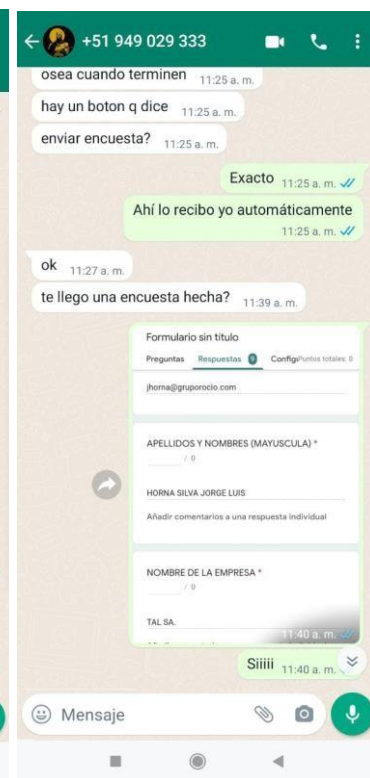 +51 949 029 333
osea cuando terminen 11:25 a. m.
hay un boton q dice 11:25 a. m.
enviar encuesta? 11:25 a. m.
Exacto 11:25 a. m.
Ahí lo recibo yo automáticamente
11:25 a. m.
ok 11:27 a. m.
te llego una encuesta hecha? 11:39 a. m.
Formulario sin título
Preguntas Respuestas Config Puntos totales: 0
jhorna@gruporocio.com
APELLIDOS Y NOMBRES (MAYUSCULA) *
/ 0
HORNA SILVA JORGE LUIS
Añadir comentarios a una respuesta individual
NOMBRE DE LA EMPRESA *
/ 0
TAL SA.
11:40 a. m.
Siiiii 11:40 a. m.
Mensaje